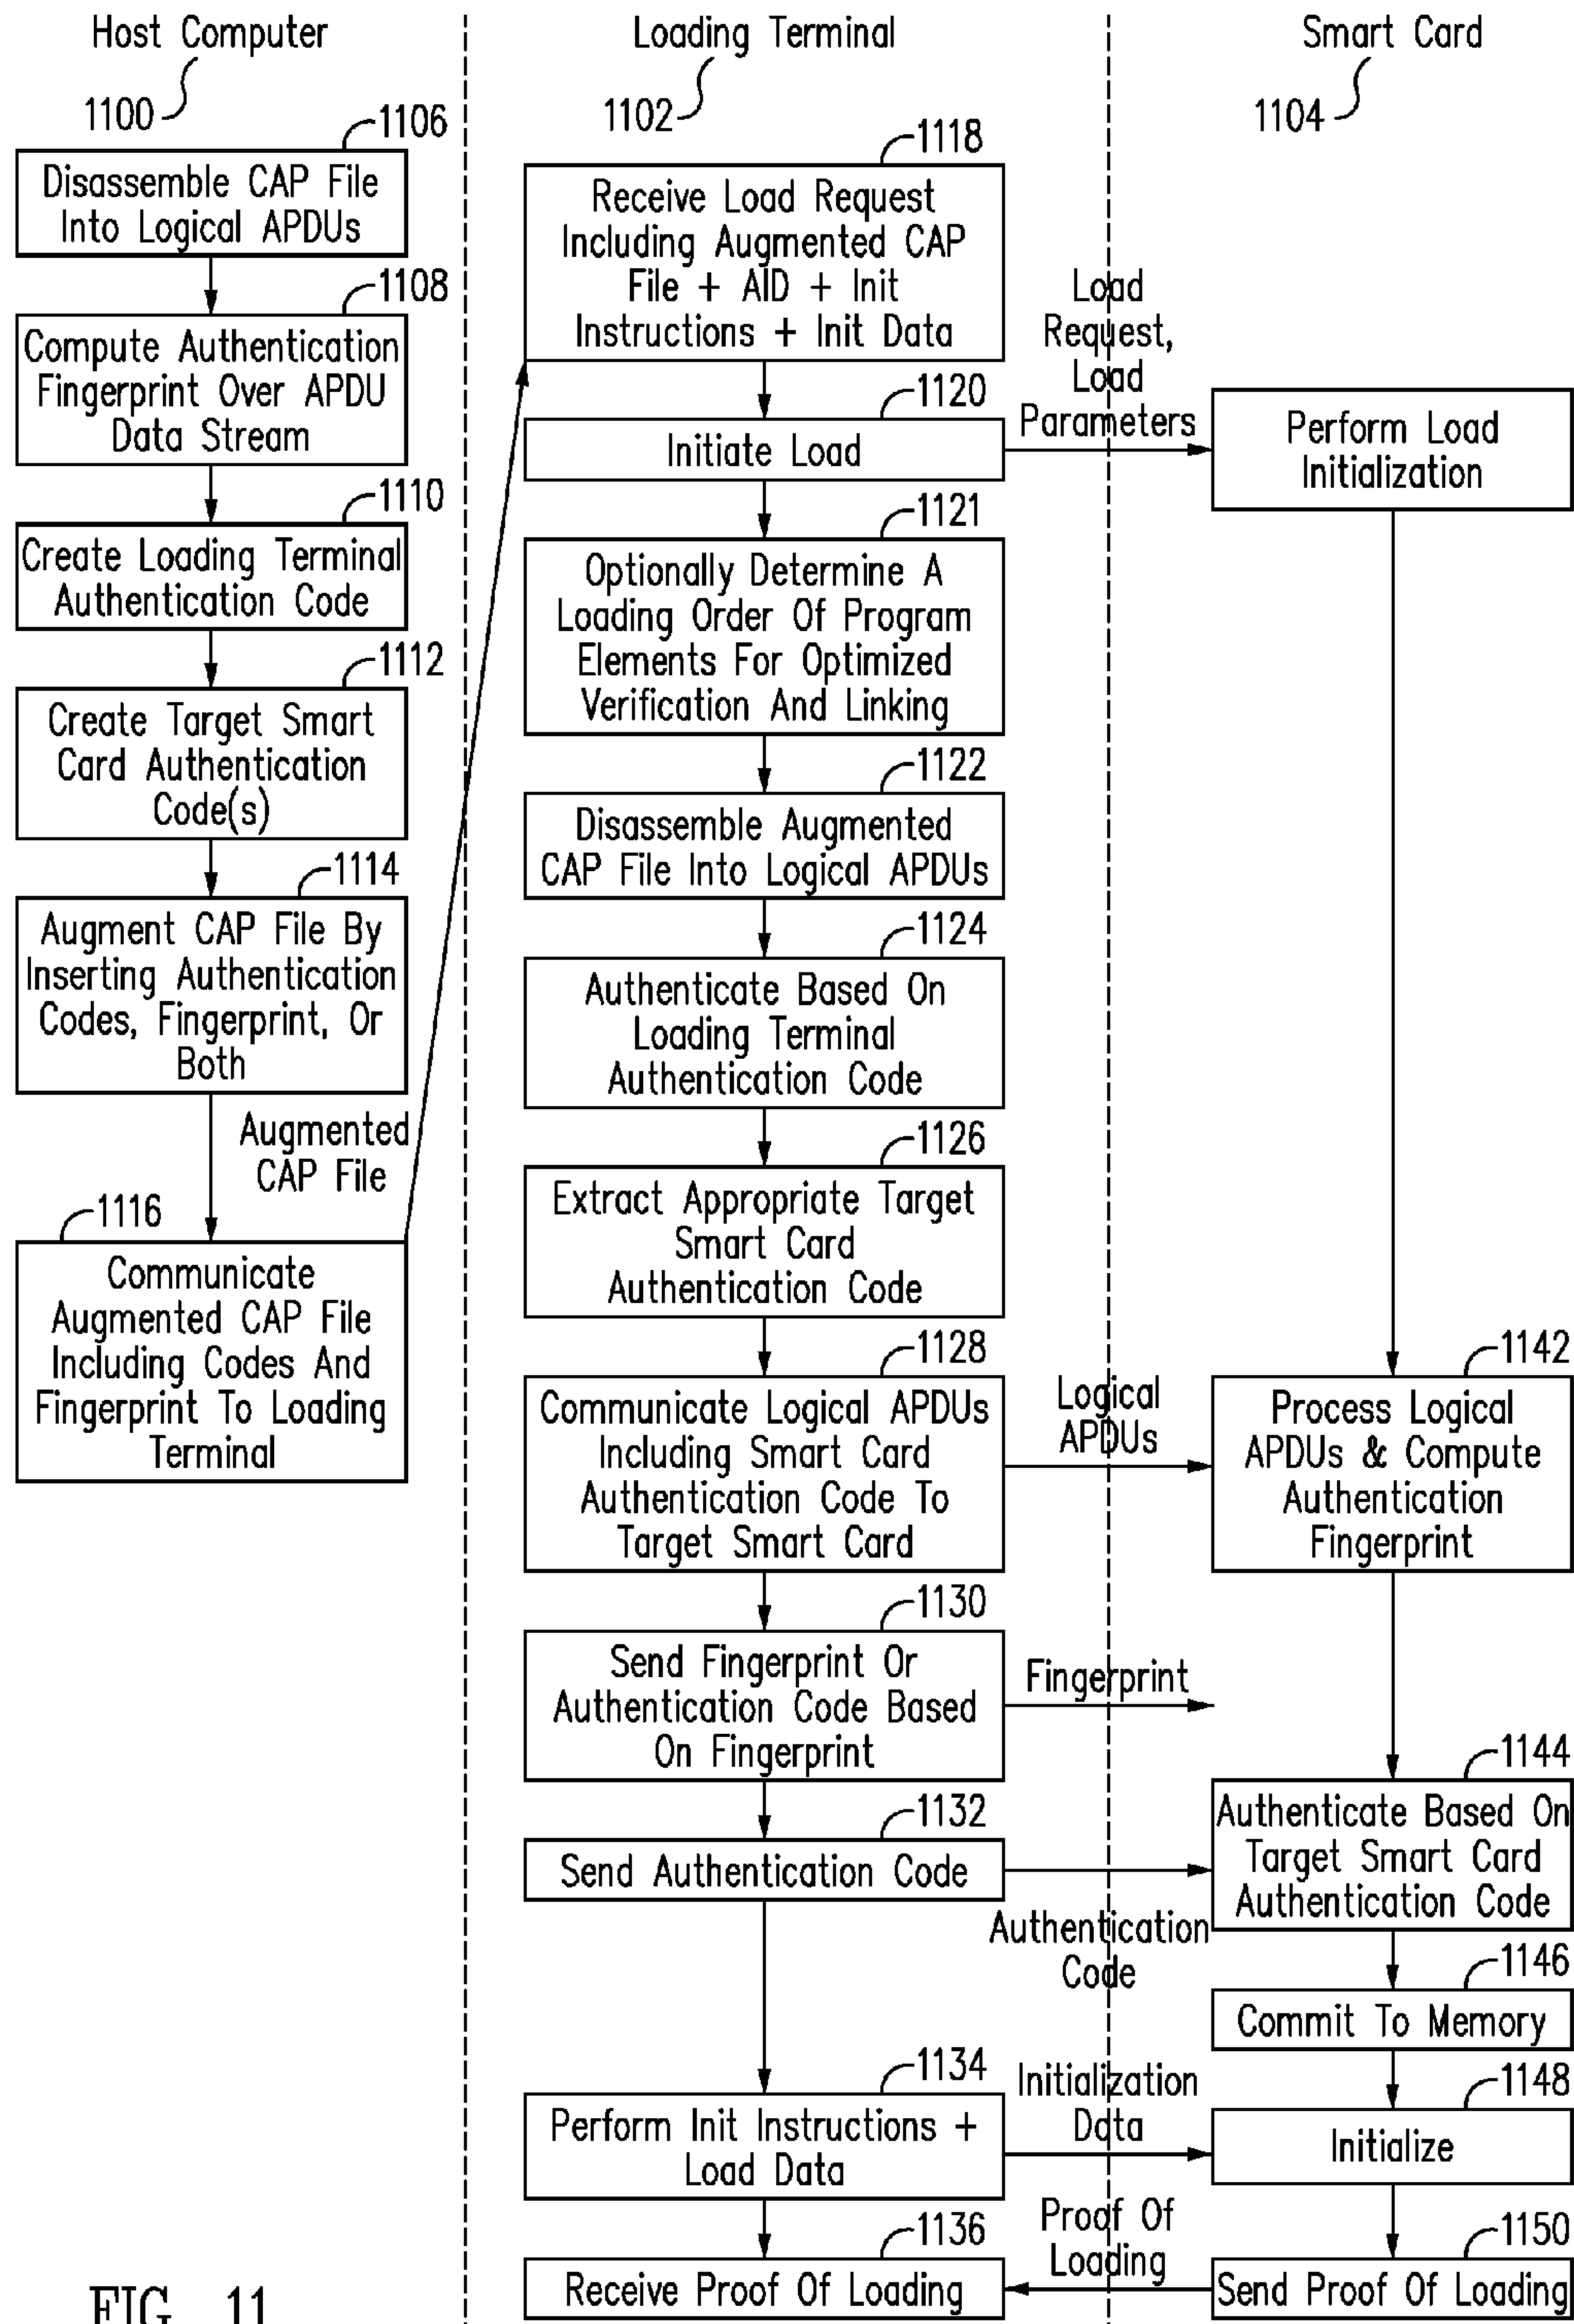 Host Computer
1100
1106
Disassemble CAP File
Into Logical APDUs
1108
Compute Authentication
Fingerprint Over APDU
Data Stream
1110
Create Loading Terminal
Authentication Code
1112
Create Target Smart
Card Authentication
Code(s)
1114
Augment CAP File By
Inserting Authentication
Codes, Fingerprint, Or
Both
Augmented
CAP File
1116
Communicate
Augmented CAP File
Including Codes And
Fingerprint To Loading
Terminal
Loading Terminal
1102
1118
Receive Load Request
Including Augmented CAP
File + AID + Init
Instructions + Init Data
1120
Initiate Load
Load
Request,
Load
Parameters
1121
Optionally Determine A
Loading Order Of Program
Elements For Optimized
Verification And Linking
1122
Disassemble Augmented
CAP File Into Logical APDUs
1124
Authenticate Based On
Loading Terminal
Authentication Code
1126
Extract Appropriate Target
Smart Card
Authentication Code
1128
Communicate Logical APDUs
Including Smart Card
Authentication Code To
Target Smart Card
Logical
APDUs
1130
Send Fingerprint Or
Authentication Code Based
On Fingerprint
Fingerprint
1132
Send Authentication Code
Authentication
Code
1134
Perform Init Instructions +
Load Data
Initialization
Data
1136
Receive Proof Of Loading
Proof Of
Loading
Smart Card
1104
Perform Load
Initialization
1142
Process Logical
APDUs & Compute
Authentication
Fingerprint
1144
Authenticate Based On
Target Smart Card
Authentication Code
1146
Commit To Memory
1148
Initialize
1150
Send Proof Of Loading
FIG. 11